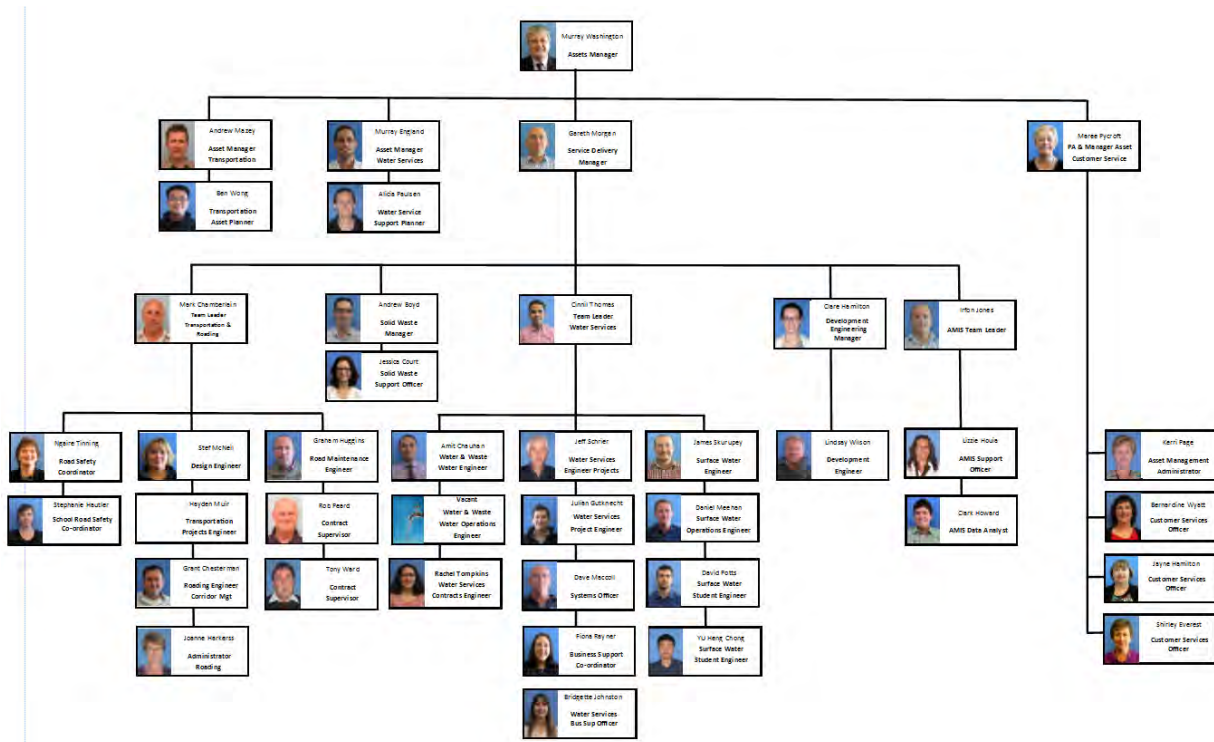 Murray Washington
Assets Manager
Andrew Maxey
Asset Manager
Transportation
Murray England
Asset Manager
Water Services
Gareth Morgan
Service Delivery
Manager
Maree Pycroft
PA & Manager Asset
Customer Service
Ben Wong
Transportation
Asset Planner
Alicia Paulsen
Water Service
Support Planner
Mark Chamberlain
Team Leader
Transportation &
Roading
Andrew Boyd
Solid Waste
Manager
Cinnil Thomas
Team Leader
Water Services
Clare Hamilton
Development
Engineering
Manager
Irfon Jones
AMIS Team Leader
Jessica Court
Solid Waste
Support Officer
Ngaire Tinning
Road Safety
Coordinator
Stef McNeil
Design Engineer
Graham Huggins
Road Maintenance
Engineer
Amit Chauhan
Water & Waste
Water Engineer
Jeff Schrier
Water Services
Engineer Projects
James Skurupey
Surface Water
Engineer
Lindsay Wilson
Development
Engineer
Lizzie Houia
AMIS Support
Officer
Kerri Page
Asset Management
Administrator
Stephanie Hautler
School Road Safety
Co-ordinator
Hayden Muir
Transportation
Projects Engineer
Rob Peard
Contract
Supervisor
Vacant
Water & Waste
Water Operations
Engineer
Julian Gutknecht
Water Services
Project Engineer
Daniel Meehan
Surface Water
Operations Engineer
Clark Howard
AMIS Data Analyst
Bernardine Wyatt
Customer Services
Officer
Grant Chesterman
Roading Engineer
Corridor Mgt
Tony Ward
Contract
Supervisor
Rachel Tompkins
Water Services
Contracts Engineer
Dave Maccoll
Systems Officer
David Potts
Surface Water
Student Engineer
Jayne Hamilton
Customer Services
Officer
Joanne Harkerss
Administrator
Roading
Fiona Rayner
Business Support
Co-ordinator
YU Hang Chong
Surface Water
Student Engineer
Shirley Everest
Customer Services
Officer
Bridgette Johnston
Water Services
Bus Sup Officer